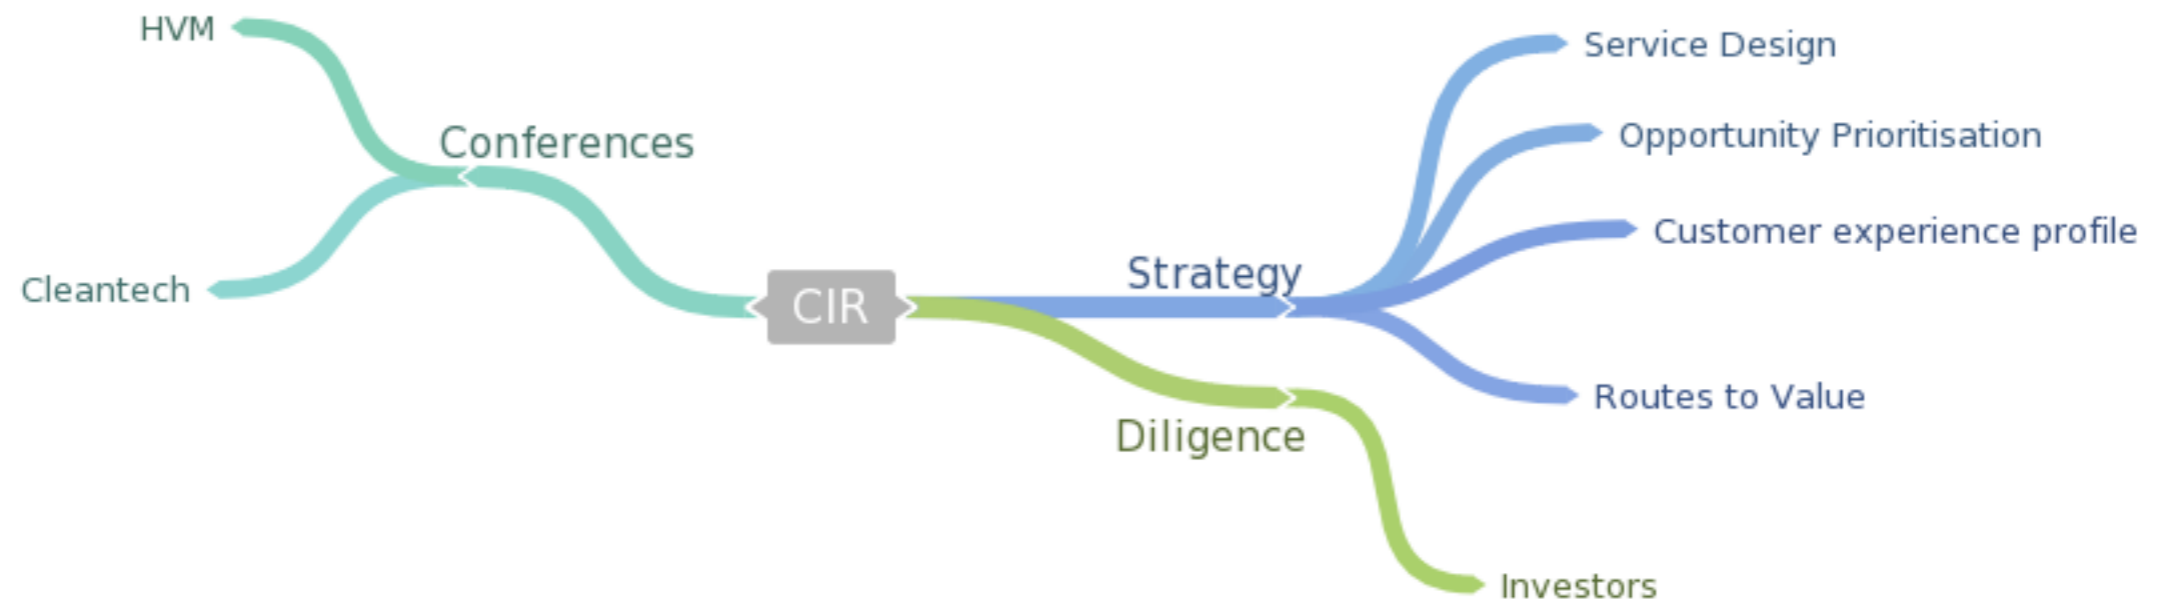 HVM
Conferences
Cleantech
CIR
Strategy
Service Design
Opportunity Prioritisation
Customer experience profile
Routes to Value
Diligence
Investors